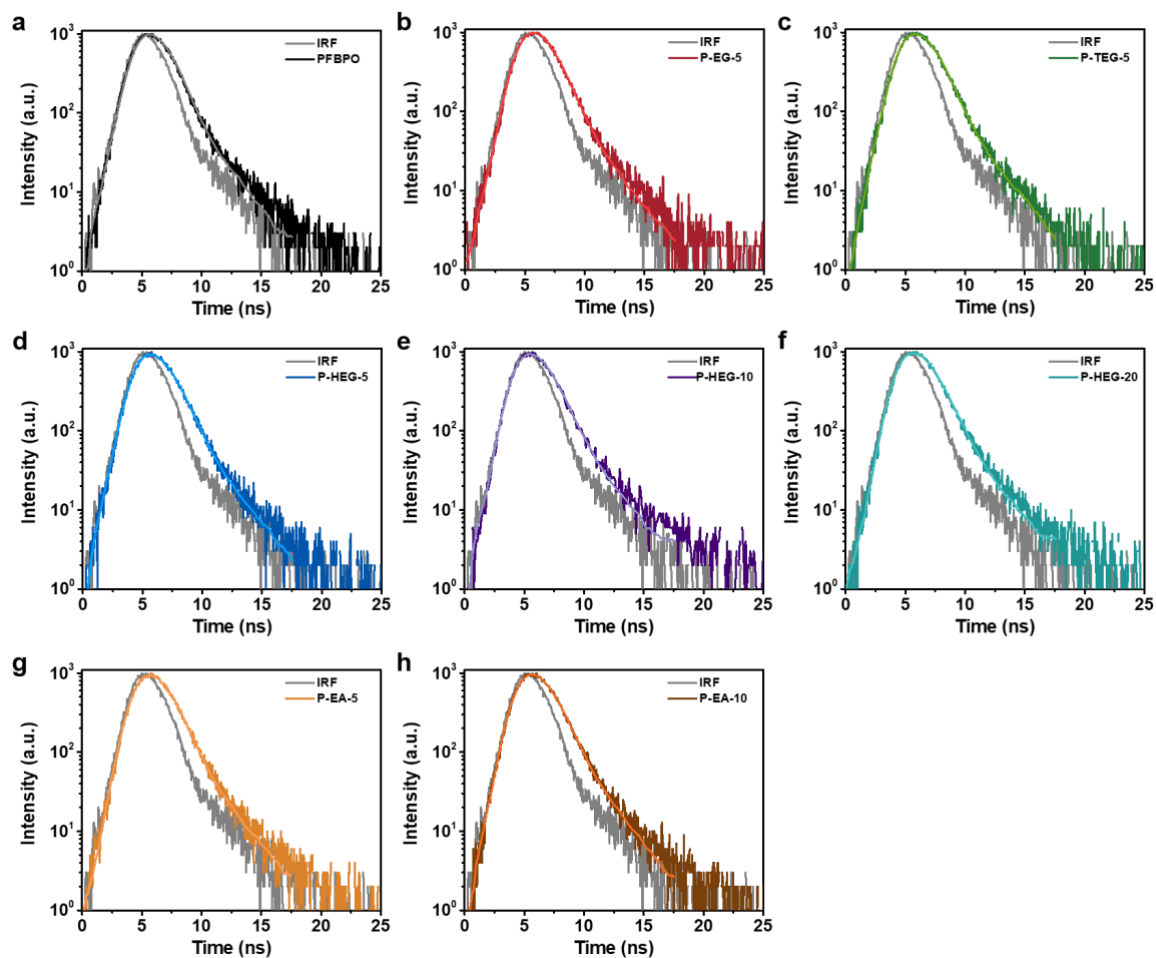 a
IRF
PFBPO
10³
10²
10¹
10⁰
Intensity (a.u.)
0 5 10 15 20 25
Time (ns)
b
IRF
P-EG-5
10³
10²
10¹
10⁰
Intensity (a.u.)
0 5 10 15 20 25
Time (ns)
c
IRF
P-TEG-5
10³
10²
10¹
10⁰
Intensity (a.u.)
0 5 10 15 20 25
Time (ns)
d
IRF
P-HEG-5
10³
10²
10¹
10⁰
Intensity (a.u.)
0 5 10 15 20 25
Time (ns)
e
IRF
P-HEG-10
10³
10²
10¹
10⁰
Intensity (a.u.)
0 5 10 15 20 25
Time (ns)
f
IRF
P-HEG-20
10³
10²
10¹
10⁰
Intensity (a.u.)
0 5 10 15 20 25
Time (ns)
g
IRF
P-EA-5
10³
10²
10¹
10⁰
Intensity (a.u.)
0 5 10 15 20 25
Time (ns)
h
IRF
P-EA-10
10³
10²
10¹
10⁰
Intensity (a.u.)
0 5 10 15 20 25
Time (ns)